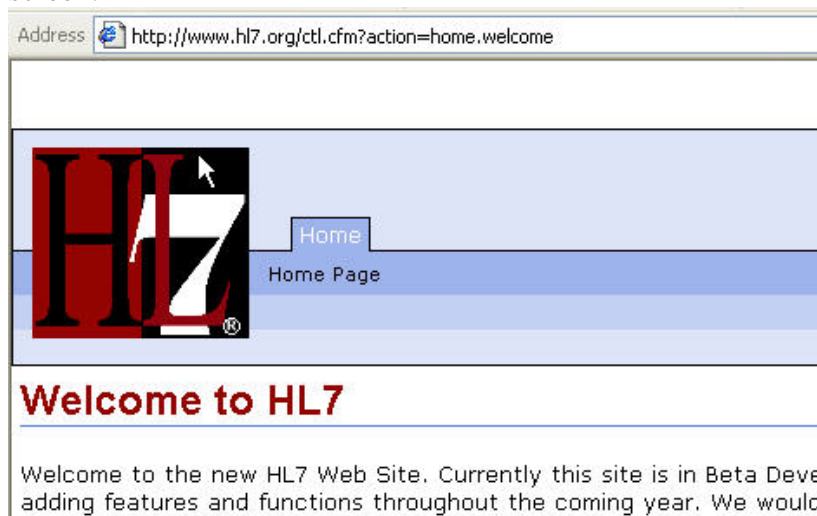 Address http://www.hl7.org/ctl.cfm?action=home.welcome
HL7®
Home
Home Page
Welcome to HL7
Welcome to the new HL7 Web Site. Currently this site is in Beta Deve
adding features and functions throughout the coming year. We would